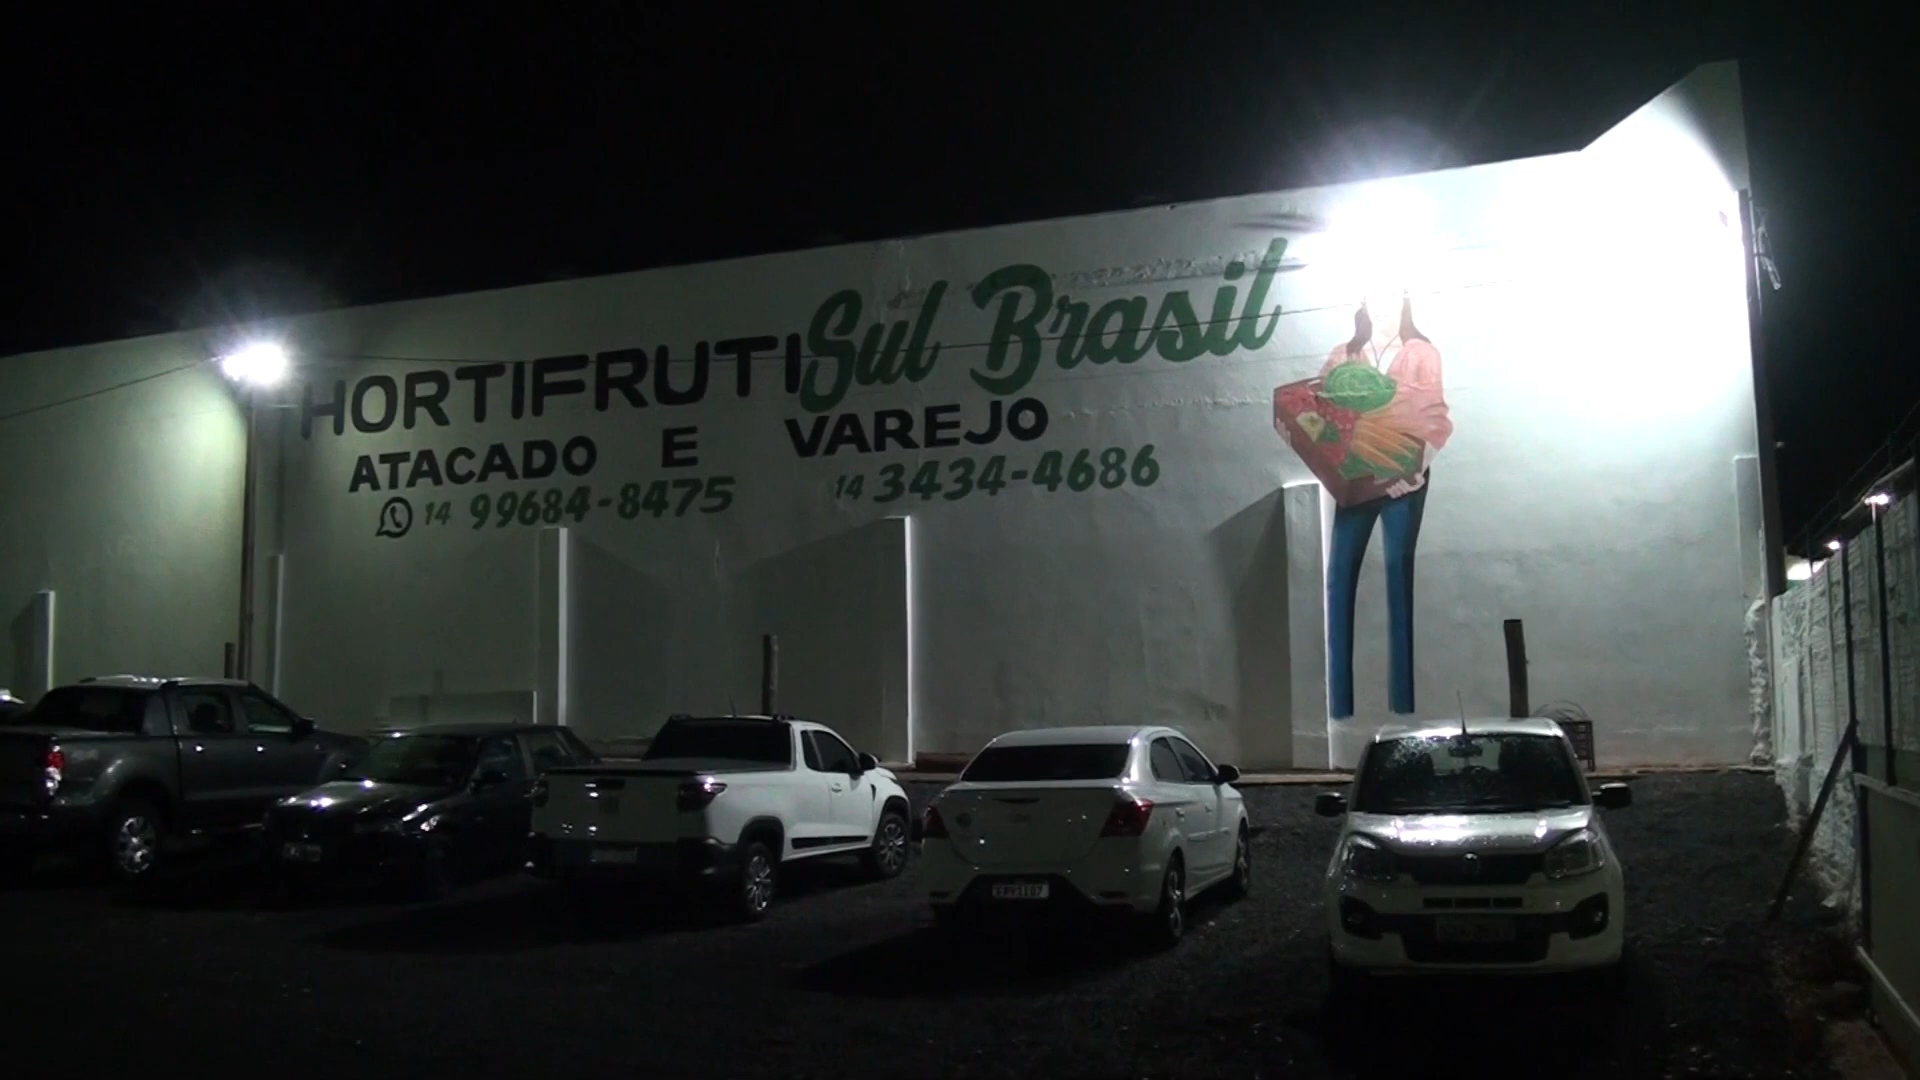 HORTIFRUTI Sul Brasil
ATACADO E VAREJO
14 99684-8475 14 3434-4686